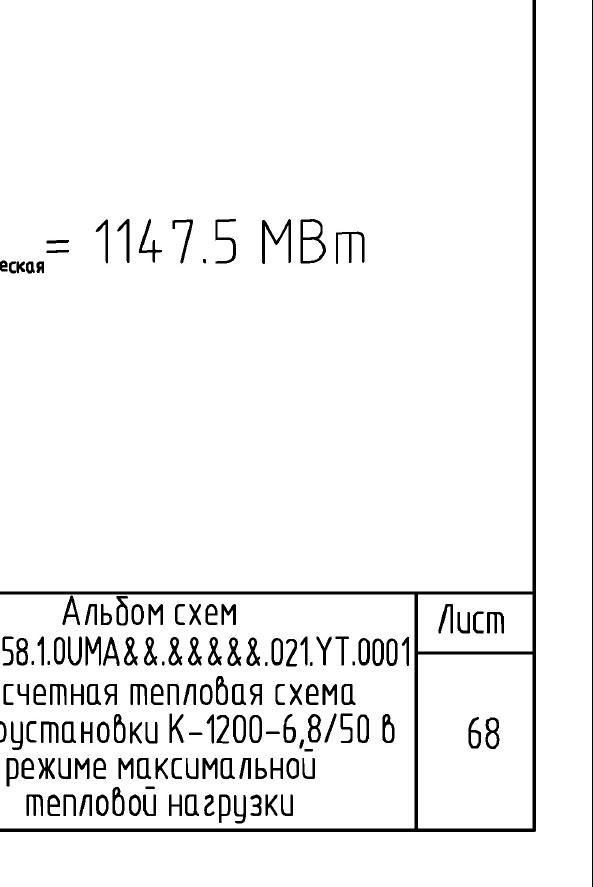 еская = 1147.5 МВт
Альбом схем
Лист
58.1.0UMA&&.&&&&&.021.YT.0001
счетная тепловая схема
оустановки К-1200-6,8/50 в
68
режиме максимальной
тепловой нагрузки